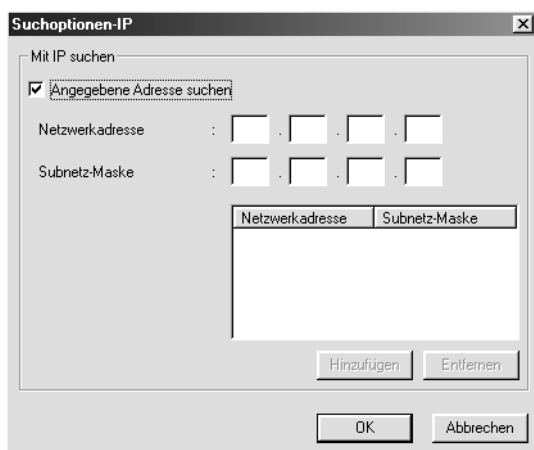 Suchoptionen-IP
Mit IP suchen
Angegebene Adresse suchen
Netzwerkadresse : . . .
Subnetz-Maske : . . .
Netzwerkadresse Subnetz-Maske
Hinzufügen Entfernen
OK Abbrechen